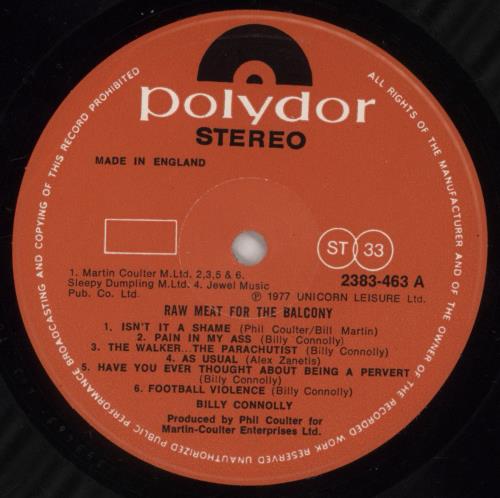 polydor
STEREO
MADE IN ENGLAND
ST 33
2383-463 A
1. Martin Coulter M.Ltd. 2,3,5 & 6.
Sleepy Dumpling M.Ltd. 4. Jewel Music
Pub. Co. Ltd.
℗ 1977 UNICORN LEISURE Ltd.
RAW MEAT FOR THE BALCONY
1. ISN'T IT A SHAME (Phil Coulter/Bill Martin)
2. PAIN IN MY ASS (Billy Connolly)
3. THE WALKER...THE PARACHUTIST (Billy Connolly)
4. AS USUAL (Alex Zanetis)
5. HAVE YOU EVER THOUGHT ABOUT BEING A PERVERT
(Billy Connolly)
6. FOOTBALL VIOLENCE (Billy Connolly)
BILLY CONNOLLY
Produced by Phil Coulter for
Martin-Coulter Enterprises Ltd.
ALL RIGHTS OF THE MANUFACTURER AND OF THE OWNER OF THE RECORDED WORK RESERVED UNAUTHORIZED PUBLIC PERFORMANCE BROADCASTING AND COPYING OF THIS RECORD PROHIBITED